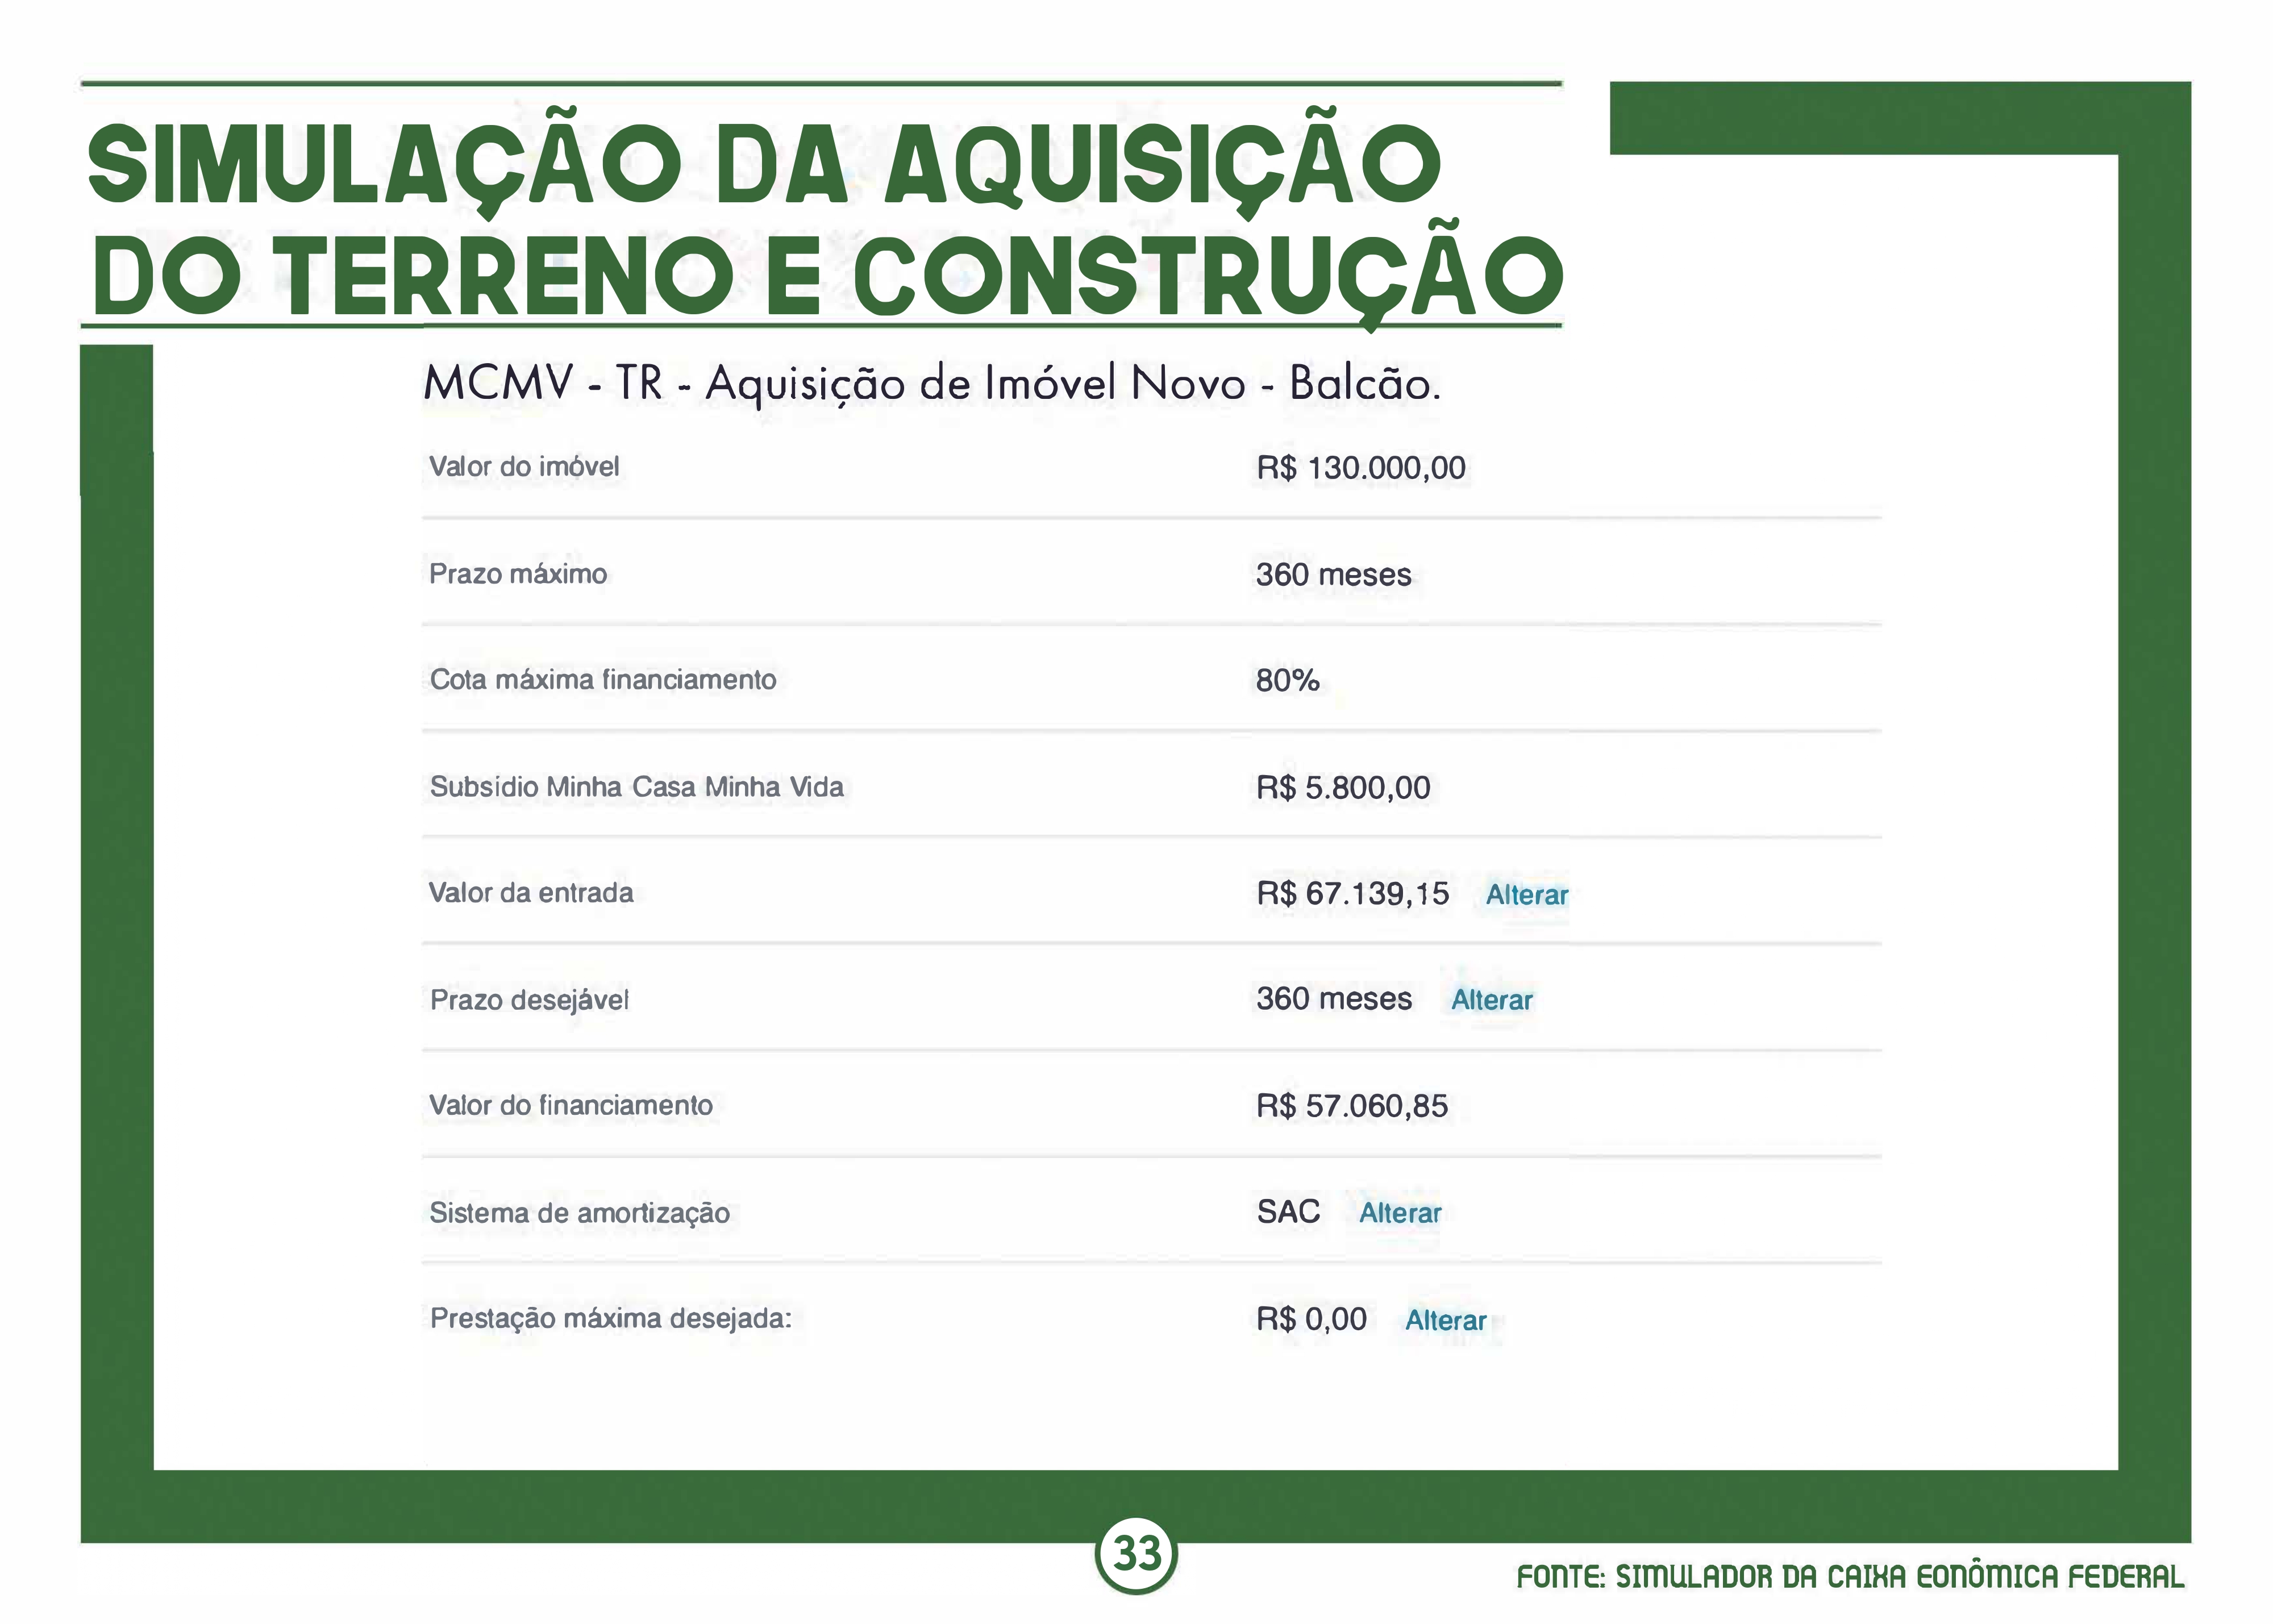 SIMULAÇÃO DA AQUISIÇÃO
DO TERRENO E CONSTRUÇÃO
MCMV - TR - Aquisição de Imóvel Novo - Balcão.
Valor do imóvel R$ 130.000,00
Prazo máximo 360 meses
Cota máxima financiamento 80%
Subsídio Minha Casa Minha Vida R$ 5.800,00
Valor da entrada R$ 67.139,15 Alterar
Prazo desejável 360 meses Alterar
Valor do financiamento R$ 57.060,85
Sistema de amortização SAC Alterar
Prestação máxima desejada: R$ 0,00 Alterar
33
FONTE: SIMULADOR DA CAIXA EONÔMICA FEDERAL